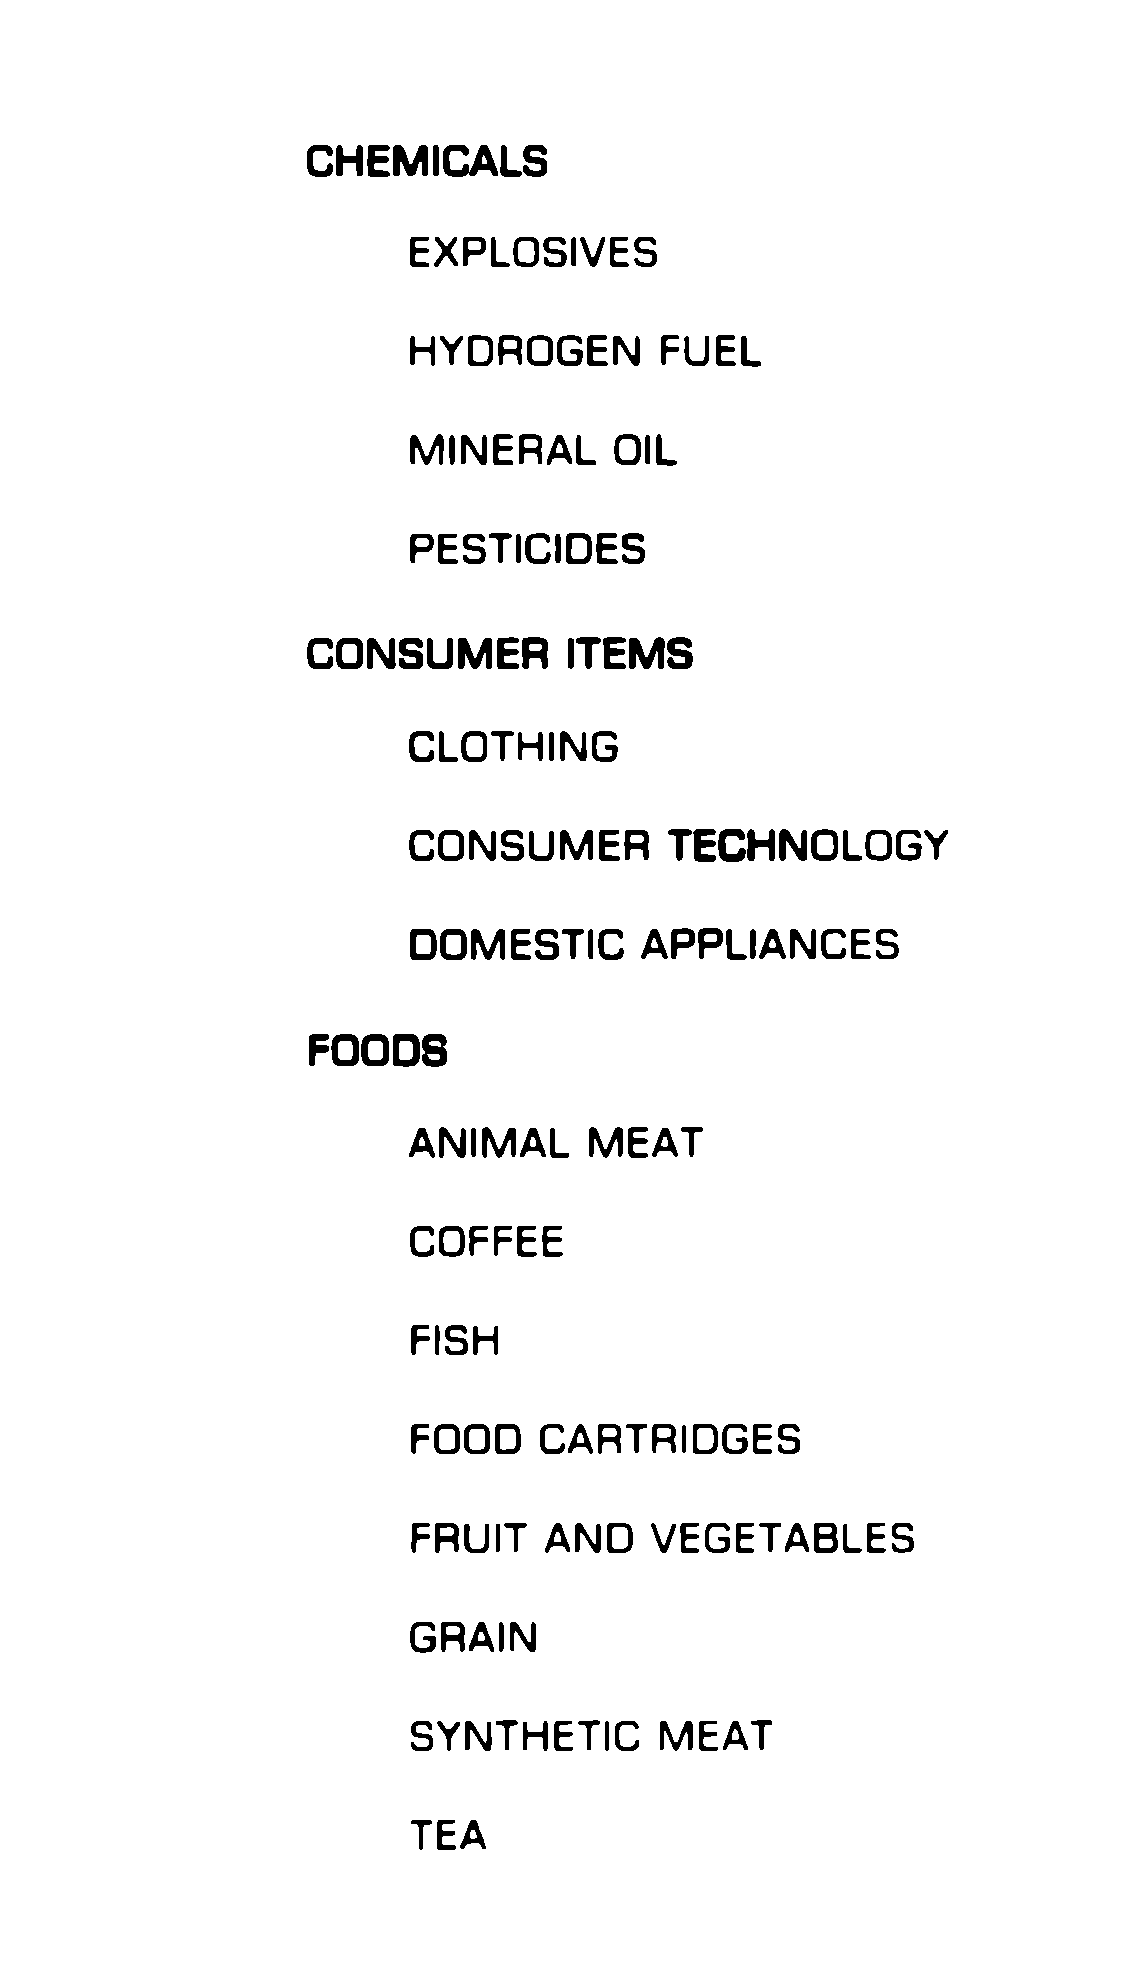 CHEMICALS
EXPLOSIVES
HYDROGEN FUEL
MINERAL OIL
PESTICIDES
CONSUMER ITEMS
CLOTHING
CONSUMER TECHNOLOGY
DOMESTIC APPLIANCES
FOODS
ANIMAL MEAT
COFFEE
FISH
FOOD CARTRIDGES
FRUIT AND VEGETABLES
GRAIN
SYNTHETIC MEAT
TEA